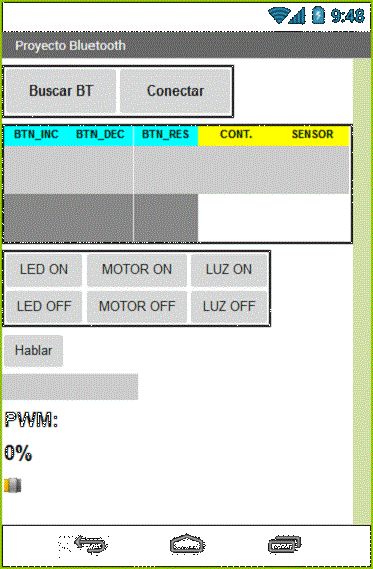 9:48
Proyecto Bluetooth
Buscar BT Conectar
BTN_INC BTN_DEC BTN_RES CONT. SENSOR
LED ON MOTOR ON LUZ ON
LED OFF MOTOR OFF LUZ OFF
Hablar
PWM:
0%